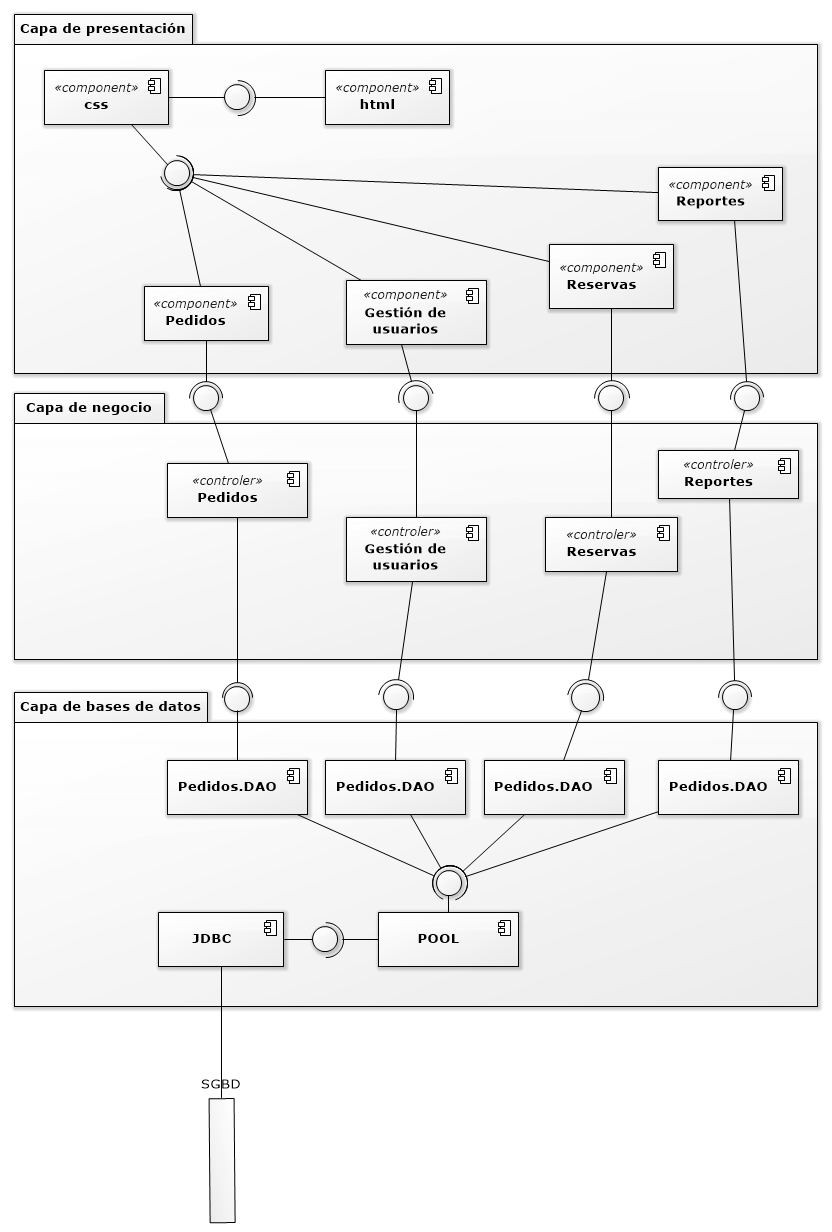 Capa de presentación
«component»
css
«component»
html
«component»
Reportes
«component»
Reservas
«component»
Pedidos
«component»
Gestión de
usuarios
Capa de negocio
«controler»
Pedidos
«controler»
Reportes
«controler»
Gestión de
usuarios
«controler»
Reservas
Capa de bases de datos
Pedidos.DAO
Pedidos.DAO
Pedidos.DAO
Pedidos.DAO
JDBC
POOL
SGBD